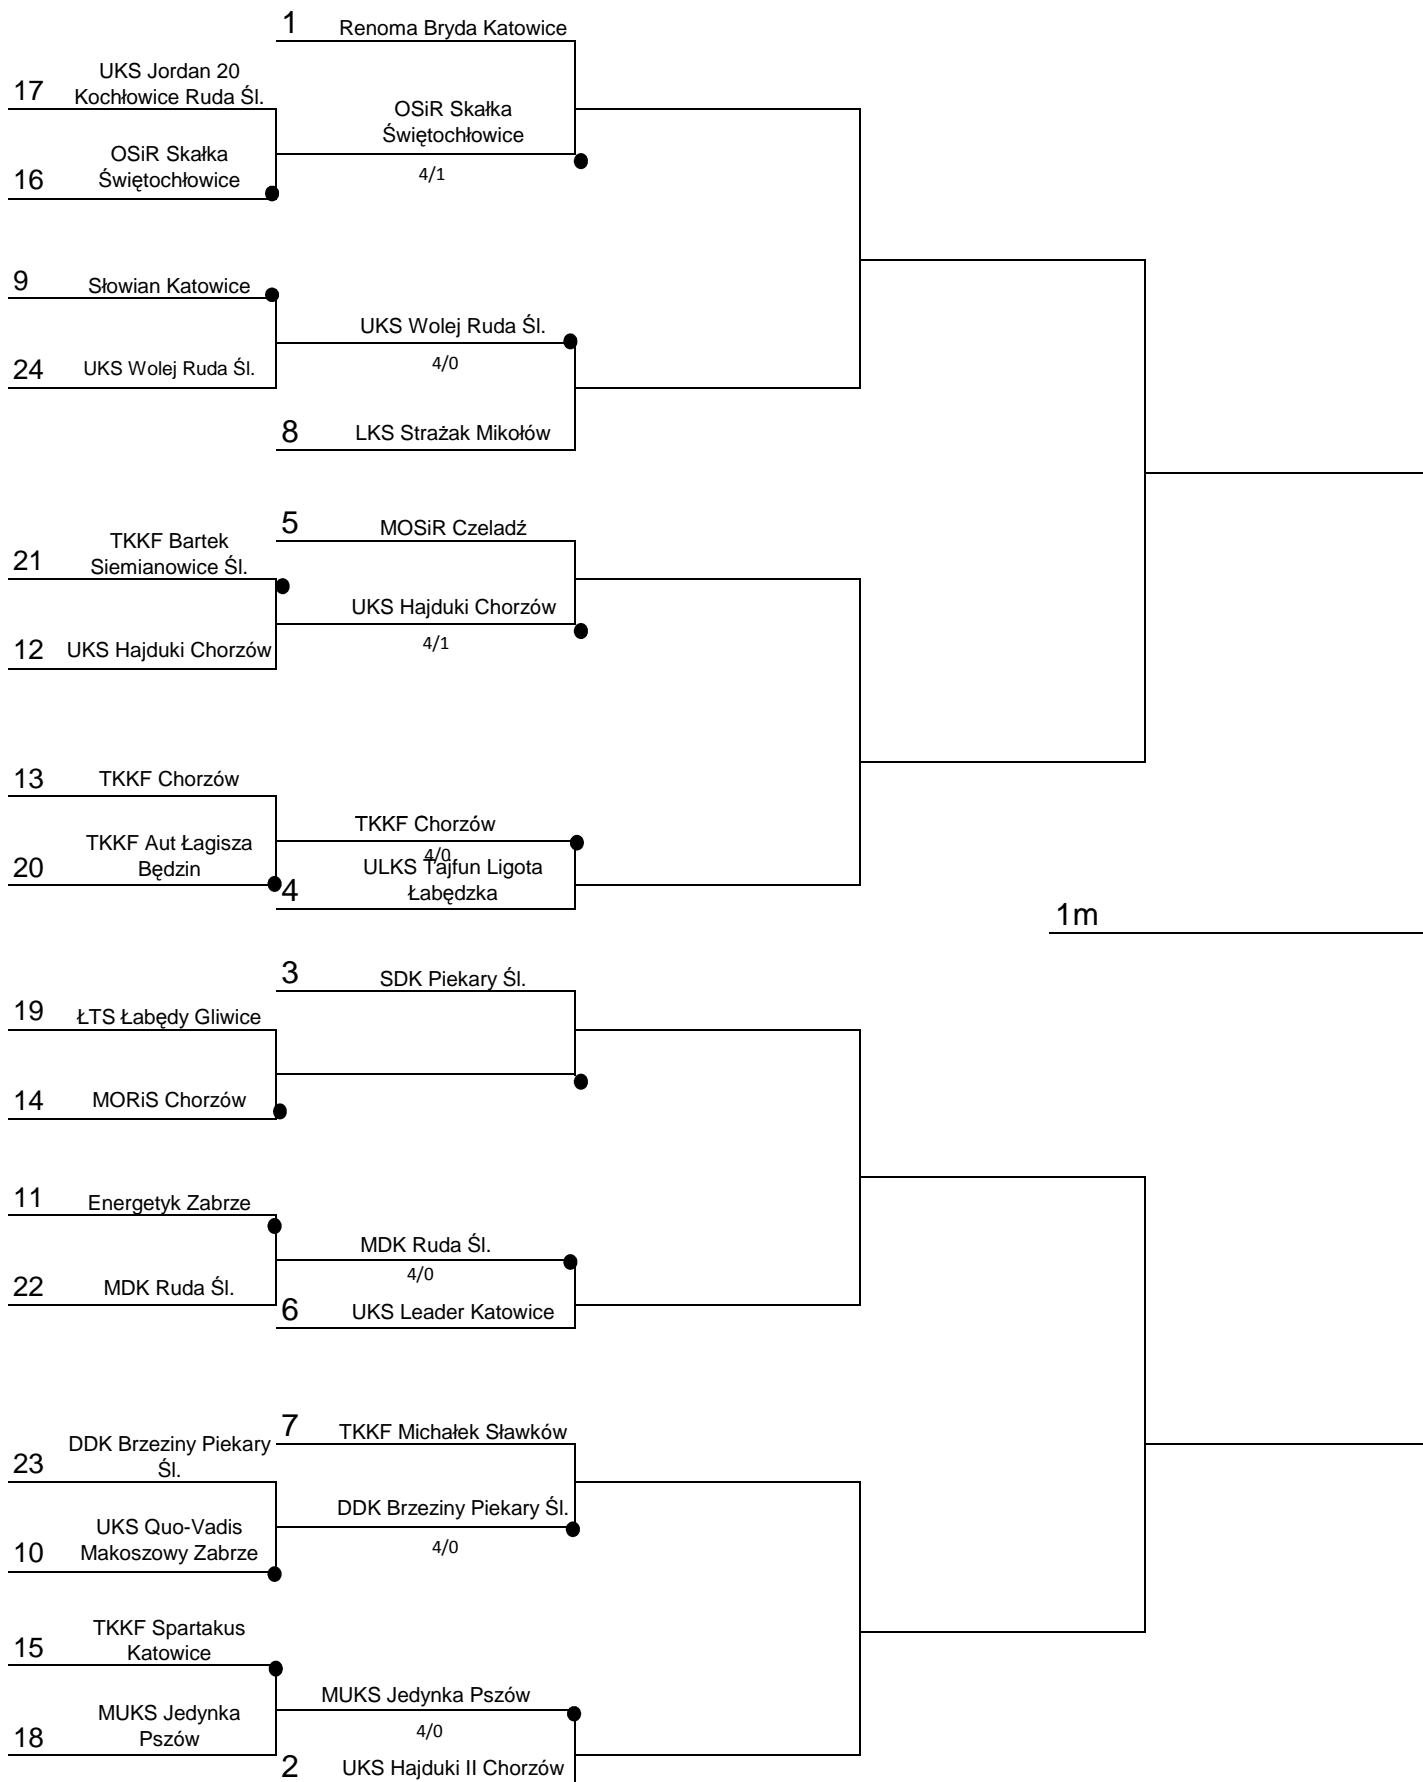 1 Renoma Bryda Katowice
UKS Jordan 20
17 Kochłowice Ruda Śl.
OSiR Skałka
Świętochłowice
4/1
OSiR Skałka
16 Świętochłowice
9 Słowian Katowice
UKS Wolej Ruda Śl.
4/0
24 UKS Wolej Ruda Śl.
8 LKS Strażak Mikołów
5 MOSiR Czeladź
TKKF Bartek
21 Siemianowice Śl.
UKS Hajduki Chorzów
4/1
12 UKS Hajduki Chorzów
13 TKKF Chorzów
TKKF Chorzów
4/0
TKKF Aut Łagisza
20 Będzin
ULKS Tajfun Ligota
4 Łabędzka
1m
3 SDK Piekary Śl.
19 ŁTS Łabędy Gliwice
14 MORiS Chorzów
11 Energetyk Zabrze
MDK Ruda Śl.
4/0
22 MDK Ruda Śl.
6 UKS Leader Katowice
7 TKKF Michałek Sławków
DDK Brzeziny Piekary
23 Śl.
DDK Brzeziny Piekary Śl.
4/0
UKS Quo-Vadis
10 Makoszowy Zabrze
TKKF Spartakus
15 Katowice
MUKS Jedynka Pszów
4/0
MUKS Jedynka
18 Pszów
2 UKS Hajduki II Chorzów